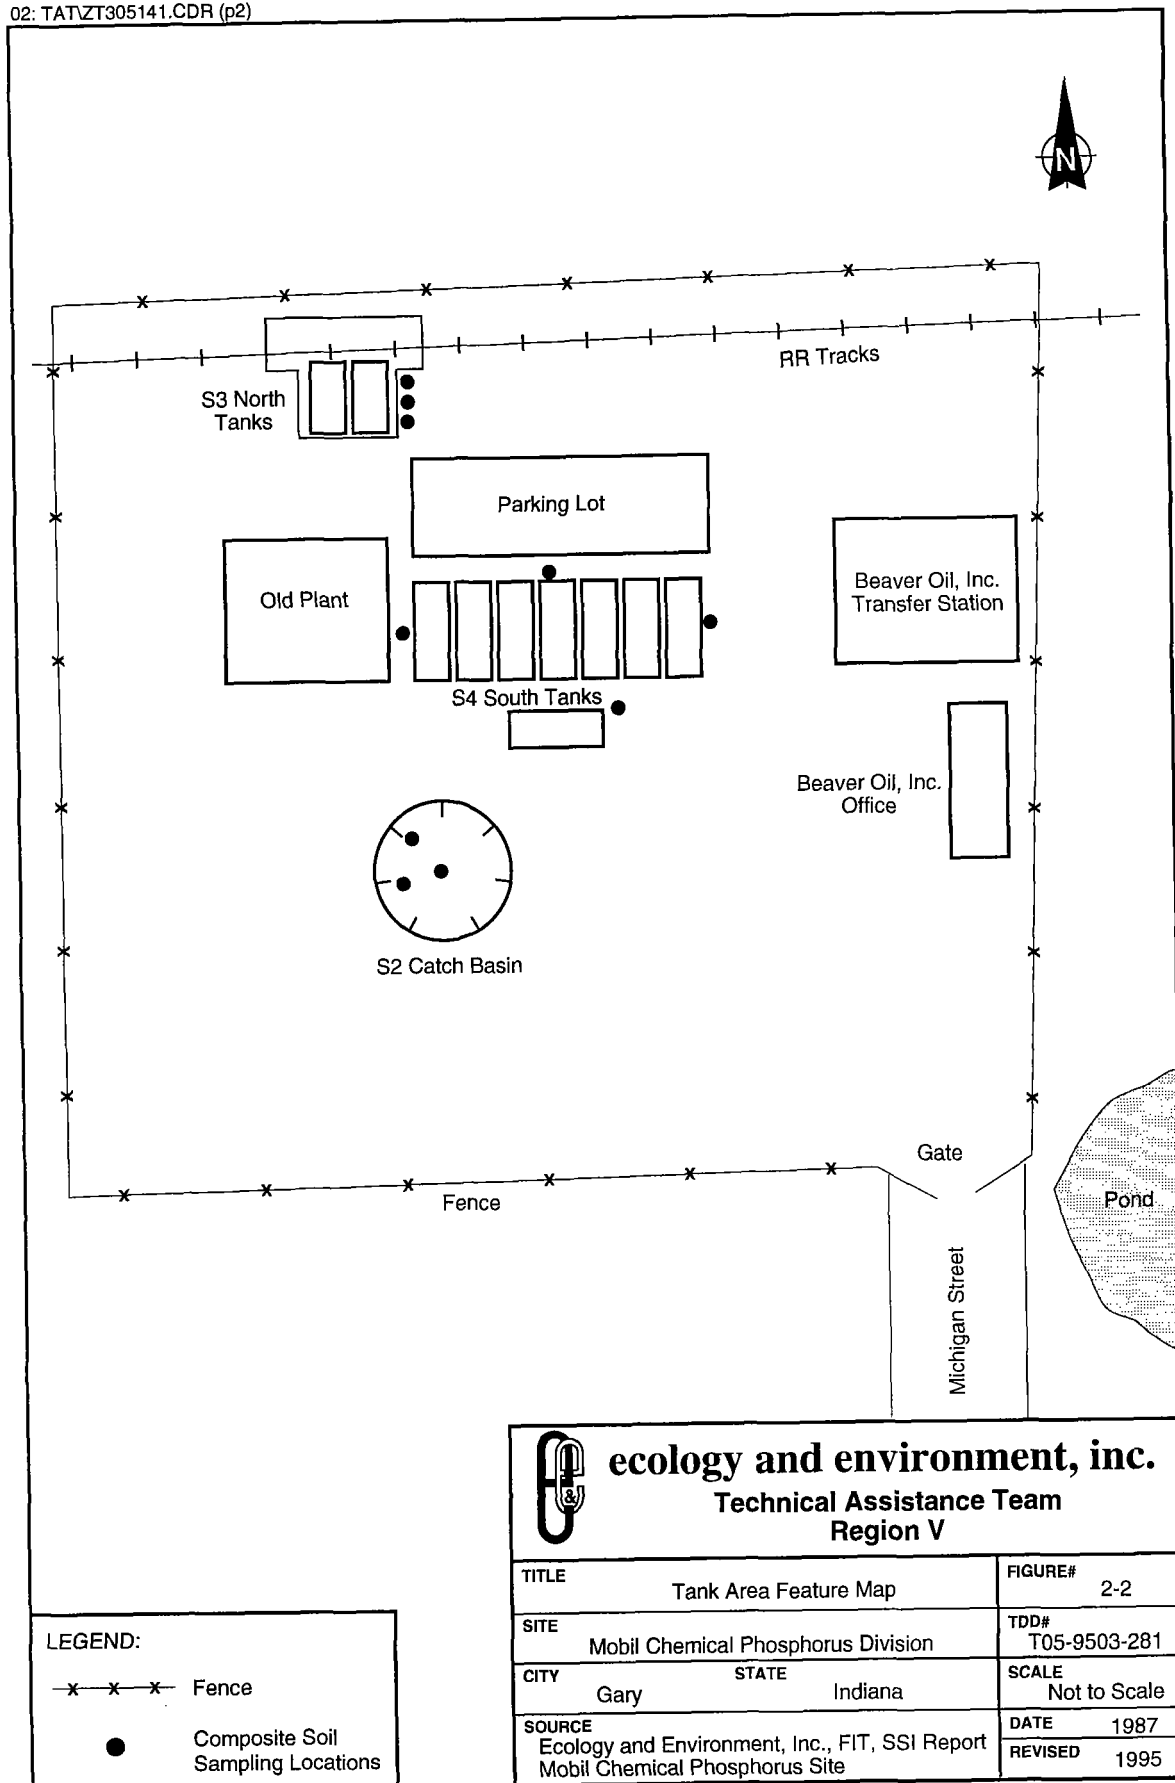 02: TAT\ZT305141.CDR (p2)
N
RR Tracks
S3 North
Tanks
Parking Lot
Old Plant
Beaver Oil, Inc.
Transfer Station
S4 South Tanks
Beaver Oil, Inc.
Office
S2 Catch Basin
Gate
Fence
Pond
Michigan Street
E & E
ecology and environment, inc.
Technical Assistance Team
Region V
TITLE
Tank Area Feature Map
FIGURE#
2-2
SITE
Mobil Chemical Phosphorus Division
TDD#
T05-9503-281
CITY
Gary
STATE
Indiana
SCALE
Not to Scale
SOURCE
Ecology and Environment, Inc., FIT, SSI Report
Mobil Chemical Phosphorus Site
DATE 1987
REVISED 1995
LEGEND:
Fence
Composite Soil
Sampling Locations